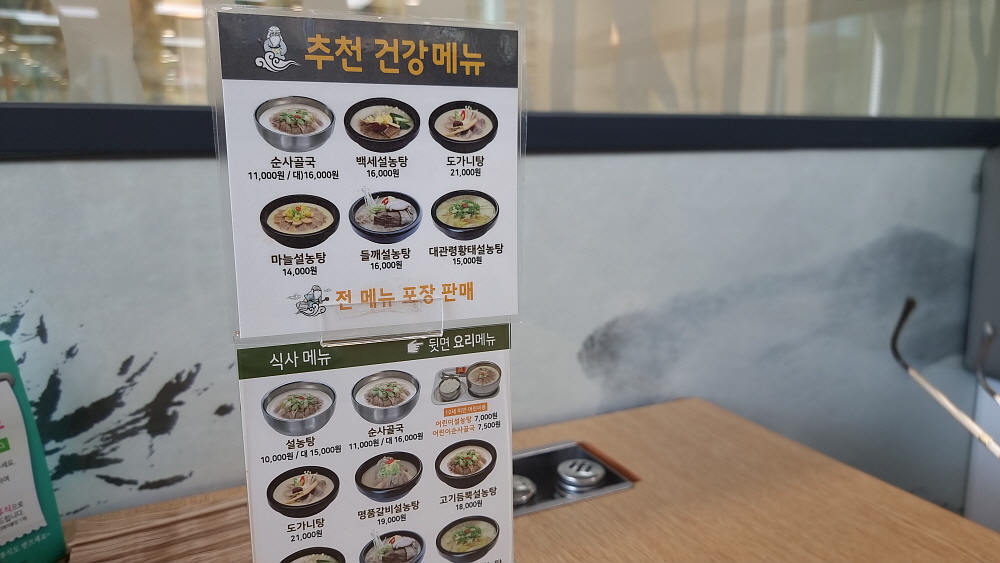 추천 건강메뉴
순사골국
11,000원 / 대)16,000원
백세설농탕
16,000원
도가니탕
21,000원
마늘설농탕
14,000원
들깨설농탕
16,000원
대관령황태설농탕
15,000원
전 메뉴 포장 판매
식사 메뉴
뒷면 요리메뉴
설농탕
10,000원 / 대 15,000원
순사골국
11,000원 / 대 16,000원
어린이설농탕 7,000원
어린이순사골국 7,500원
도가니탕
21,000원
명품갈비설농탕
19,000원
고기듬뿍설농탕
18,000원